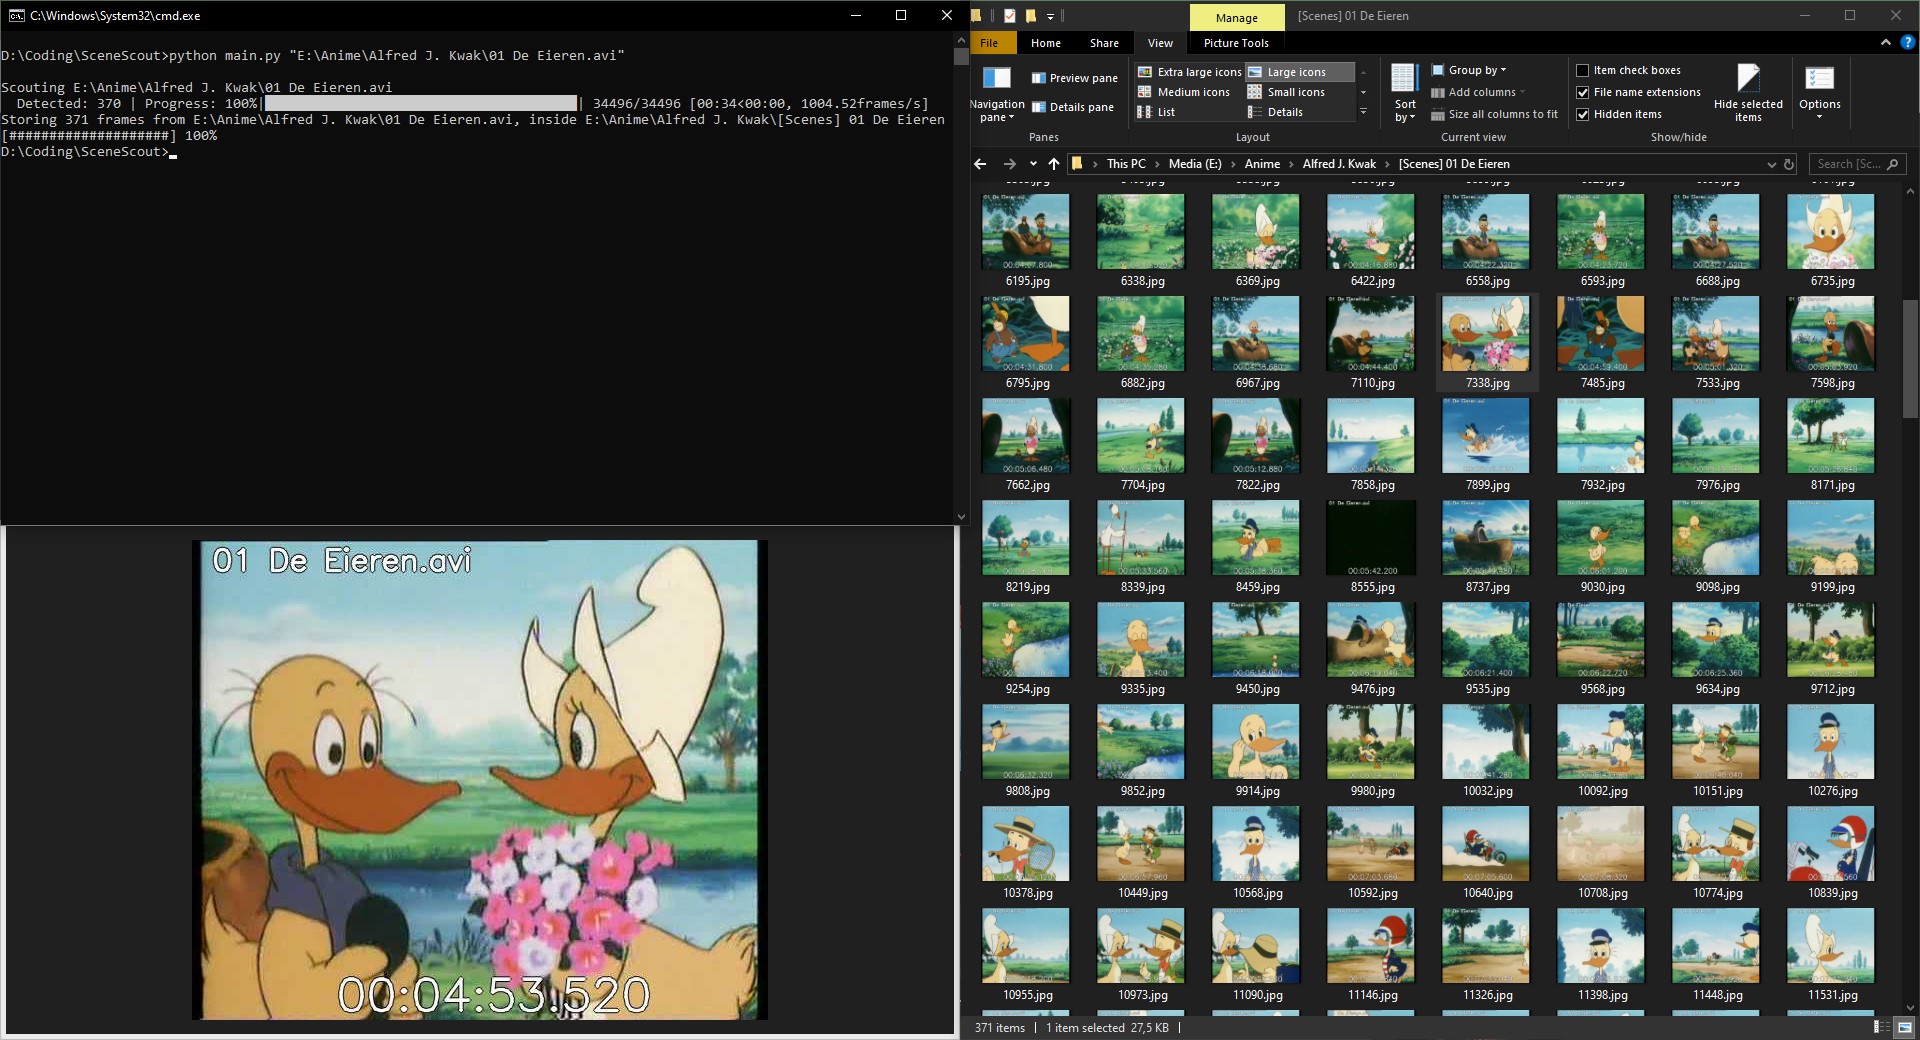 C:\Windows\System32\cmd.exe
D:\Coding\SceneScout>python main.py "E:\Anime\Alfred J. Kwak\01 De Eieren.avi"
Scouting E:\Anime\Alfred J. Kwak\01 De Eieren.avi
Detected: 370 | Progress: 100%| | 34496/34496 [00:34<00:00, 1004.52frames/s]
Storing 371 frames from E:\Anime\Alfred J. Kwak\01 De Eieren.avi, inside E:\Anime\Alfred J. Kwak\[Scenes] 01 De Eieren
[####################] 100%
D:\Coding\SceneScout>
01 De Eieren.avi
00:04:53.520
Manage
[Scenes] 01 De Eieren
File Home Share View Picture Tools
Navigation pane
Preview pane
Details pane
Panes
Extra large icons Large icons
Medium icons Small icons
List Details
Layout
Sort by
Group by
Add columns
Size all columns to fit
Current view
Item check boxes
File name extensions
Hidden items
Hide selected items
Show/hide
Options
This PC > Media (E:) > Anime > Alfred J. Kwak > [Scenes] 01 De Eieren
Search [Sc...
6195.jpg 6338.jpg 6369.jpg 6422.jpg 6558.jpg 6593.jpg 6688.jpg 6735.jpg
6795.jpg 6882.jpg 6967.jpg 7110.jpg 7338.jpg 7485.jpg 7533.jpg 7598.jpg
7662.jpg 7704.jpg 7822.jpg 7858.jpg 7899.jpg 7932.jpg 7976.jpg 8171.jpg
8219.jpg 8339.jpg 8459.jpg 8555.jpg 8737.jpg 9030.jpg 9098.jpg 9199.jpg
9254.jpg 9335.jpg 9450.jpg 9476.jpg 9535.jpg 9568.jpg 9634.jpg 9712.jpg
9808.jpg 9852.jpg 9914.jpg 9980.jpg 10032.jpg 10092.jpg 10151.jpg 10276.jpg
10378.jpg 10449.jpg 10568.jpg 10592.jpg 10640.jpg 10708.jpg 10774.jpg 10839.jpg
10955.jpg 10973.jpg 11090.jpg 11146.jpg 11326.jpg 11398.jpg 11448.jpg 11531.jpg
371 items | 1 item selected 27,5 KB |